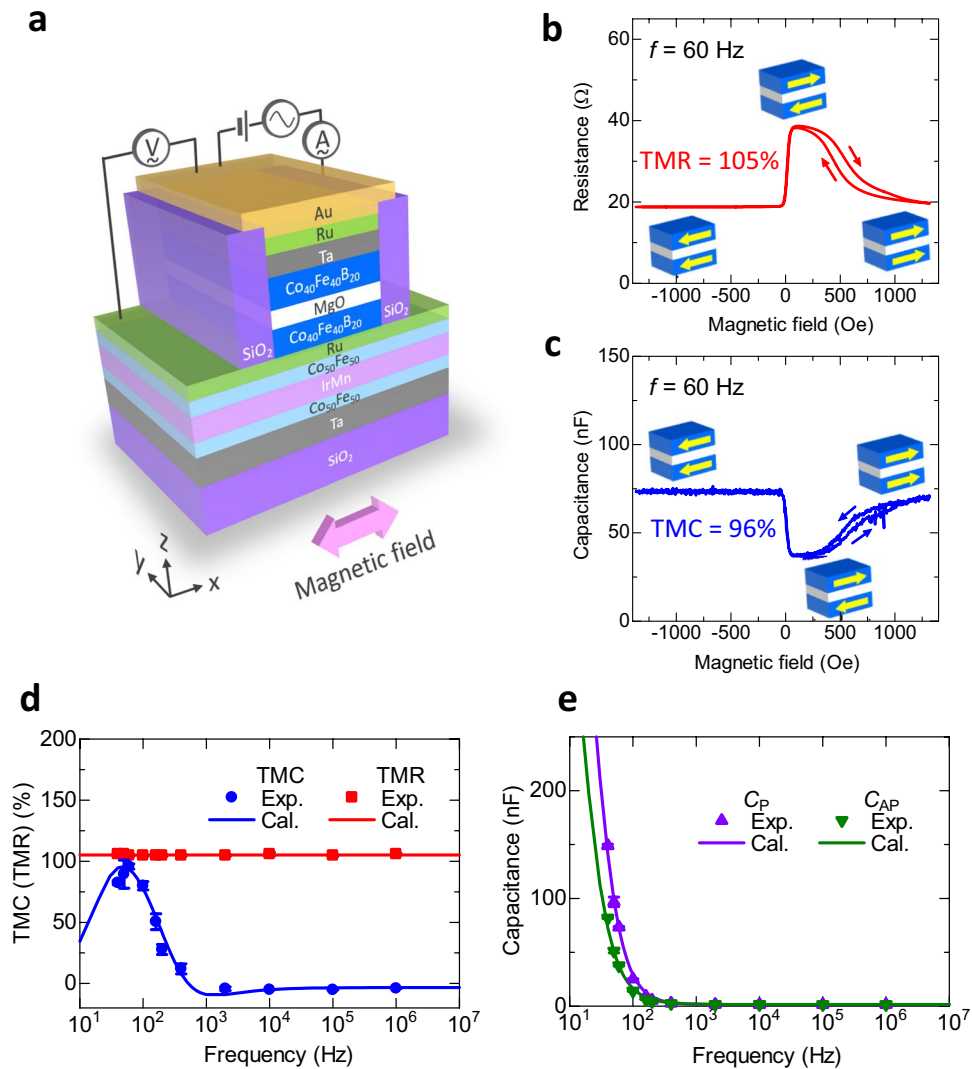 a
V
~
A
~
Au
Ru
Ta
Co40Fe40B20
MgO
Co40Fe40B20
SiO2
SiO2
Ru
Co50Fe50
IrMn
Co50Fe50
Ta
SiO2
z
y
x
Magnetic field
b
f = 60 Hz
TMR = 105%
Resistance (Ω)
60
40
20
0
-1000 -500 0 500 1000
Magnetic field (Oe)
c
f = 60 Hz
TMC = 96%
Capacitance (nF)
150
100
50
0
-1000 -500 0 500 1000
Magnetic field (Oe)
d
TMC (TMR) (%)
200
150
100
50
0
TMC TMR
Exp. Exp.
Cal. Cal.
10^1 10^2 10^3 10^4 10^5 10^6 10^7
Frequency (Hz)
e
Capacitance (nF)
200
100
0
CP CAP
Exp. Exp.
Cal. Cal.
10^1 10^2 10^3 10^4 10^5 10^6 10^7
Frequency (Hz)